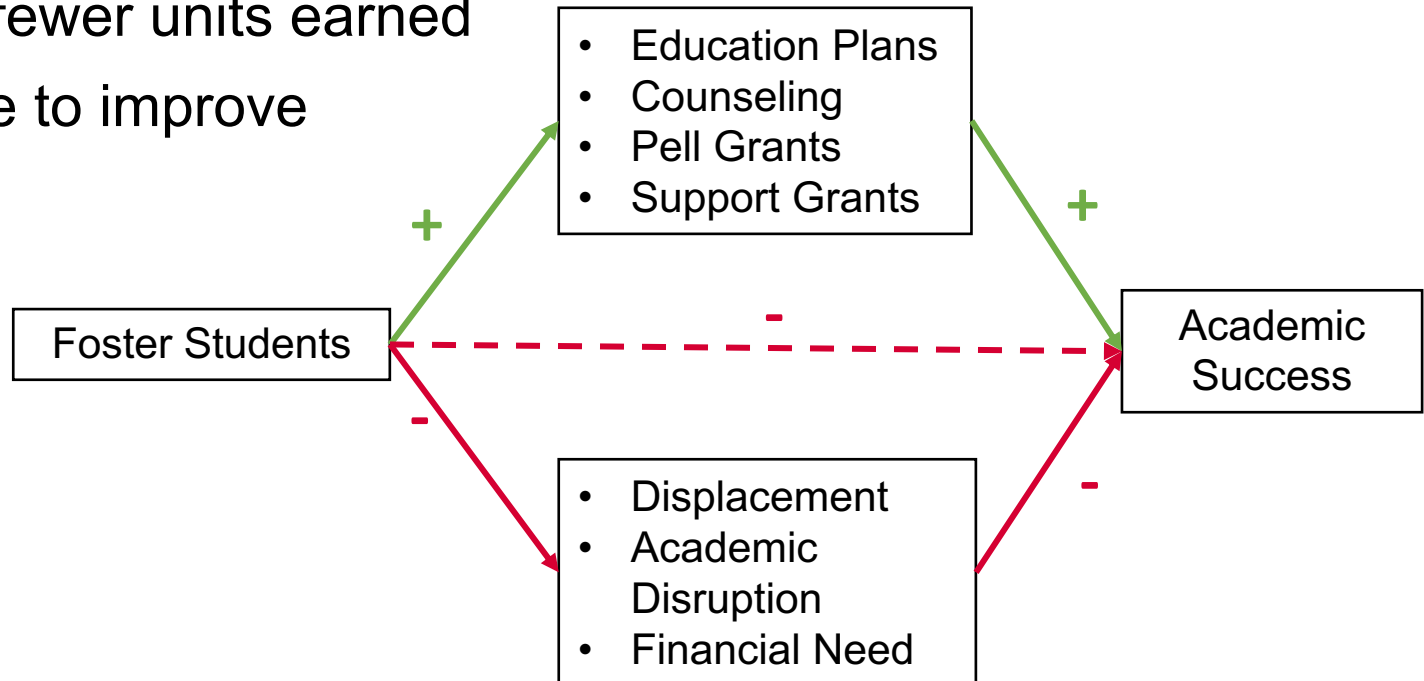 fewer units earned
e to improve
• Education Plans
• Counseling
• Pell Grants
• Support Grants
+
+
-
Foster Students
Academic
Success
-
-
• Displacement
• Academic
Disruption
• Financial Need